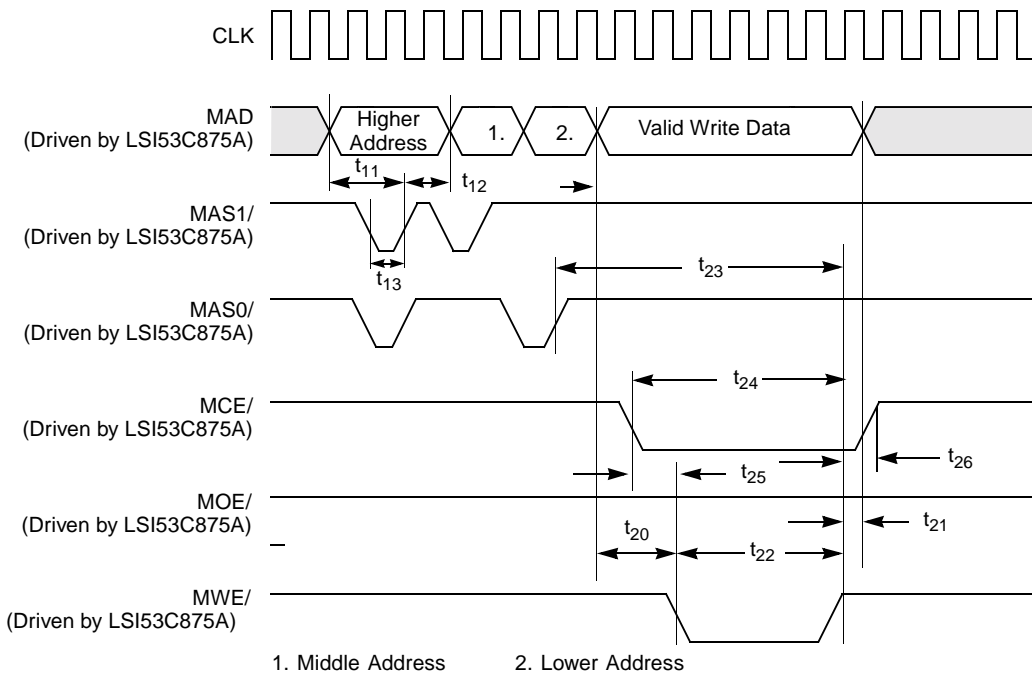 CLK
MAD
(Driven by LSI53C875A)
Higher
Address
1.
2.
Valid Write Data
t11
t12
MAS1/
(Driven by LSI53C875A)
t13
t23
MAS0/
(Driven by LSI53C875A)
t24
MCE/
(Driven by LSI53C875A)
t25
t26
MOE/
(Driven by LSI53C875A)
t20
t21
t22
MWE/
(Driven by LSI53C875A)
1. Middle Address 2. Lower Address